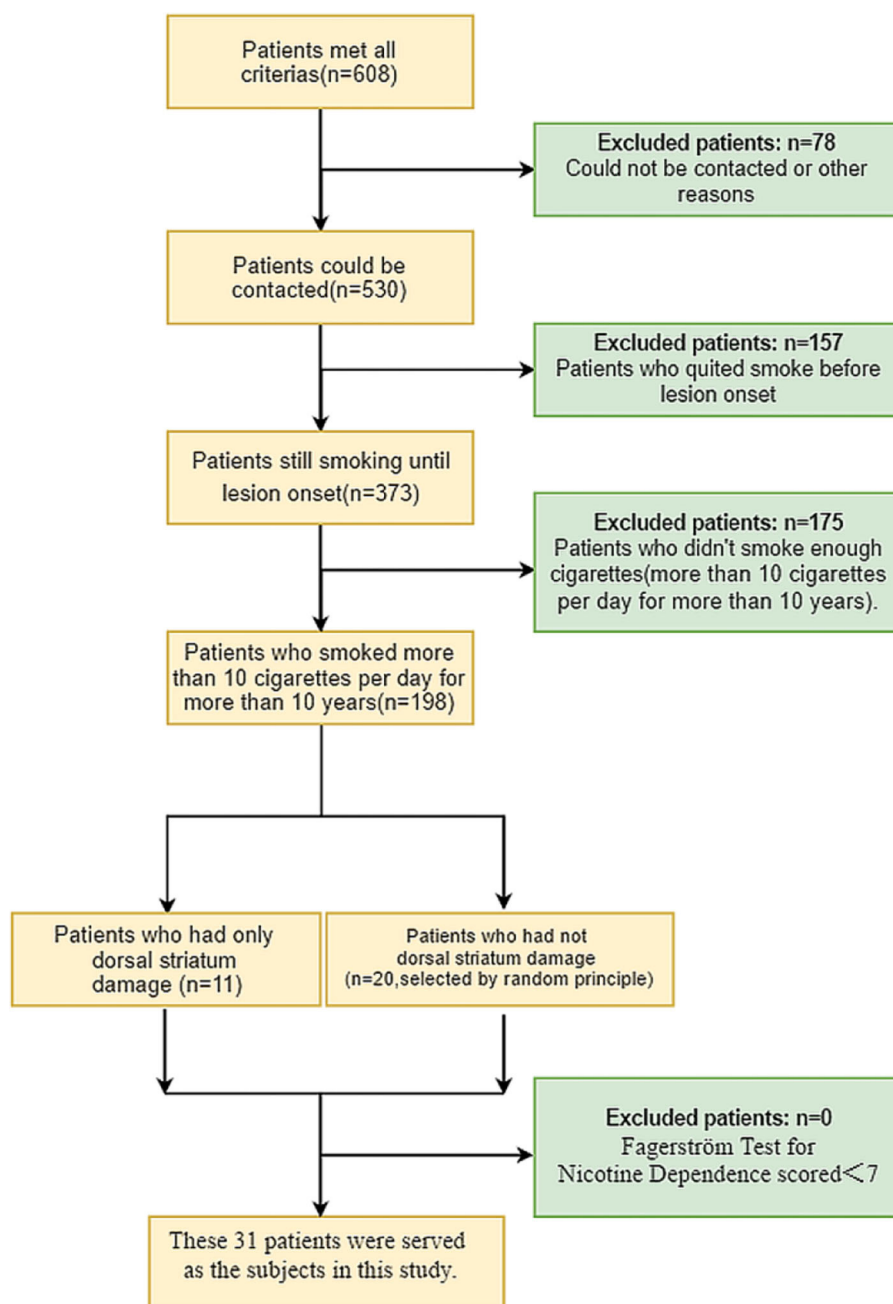 Patients met all
criterias(n=608)
Excluded patients: n=78
Could not be contacted or other
reasons
Patients could be
contacted(n=530)
Excluded patients: n=157
Patients who quited smoke before
lesion onset
Patients still smoking until
lesion onset(n=373)
Excluded patients: n=175
Patients who didn't smoke enough
cigarettes(more than 10 cigarettes
per day for more than 10 years).
Patients who smoked more
than 10 cigarettes per day for
more than 10 years(n=198)
Patients who had only
dorsal striatum
damage (n=11)
Patients who had not
dorsal striatum damage
(n=20,selected by random principle)
Excluded patients: n=0
Fagerström Test for
Nicotine Dependence scored＜7
These 31 patients were served
as the subjects in this study.